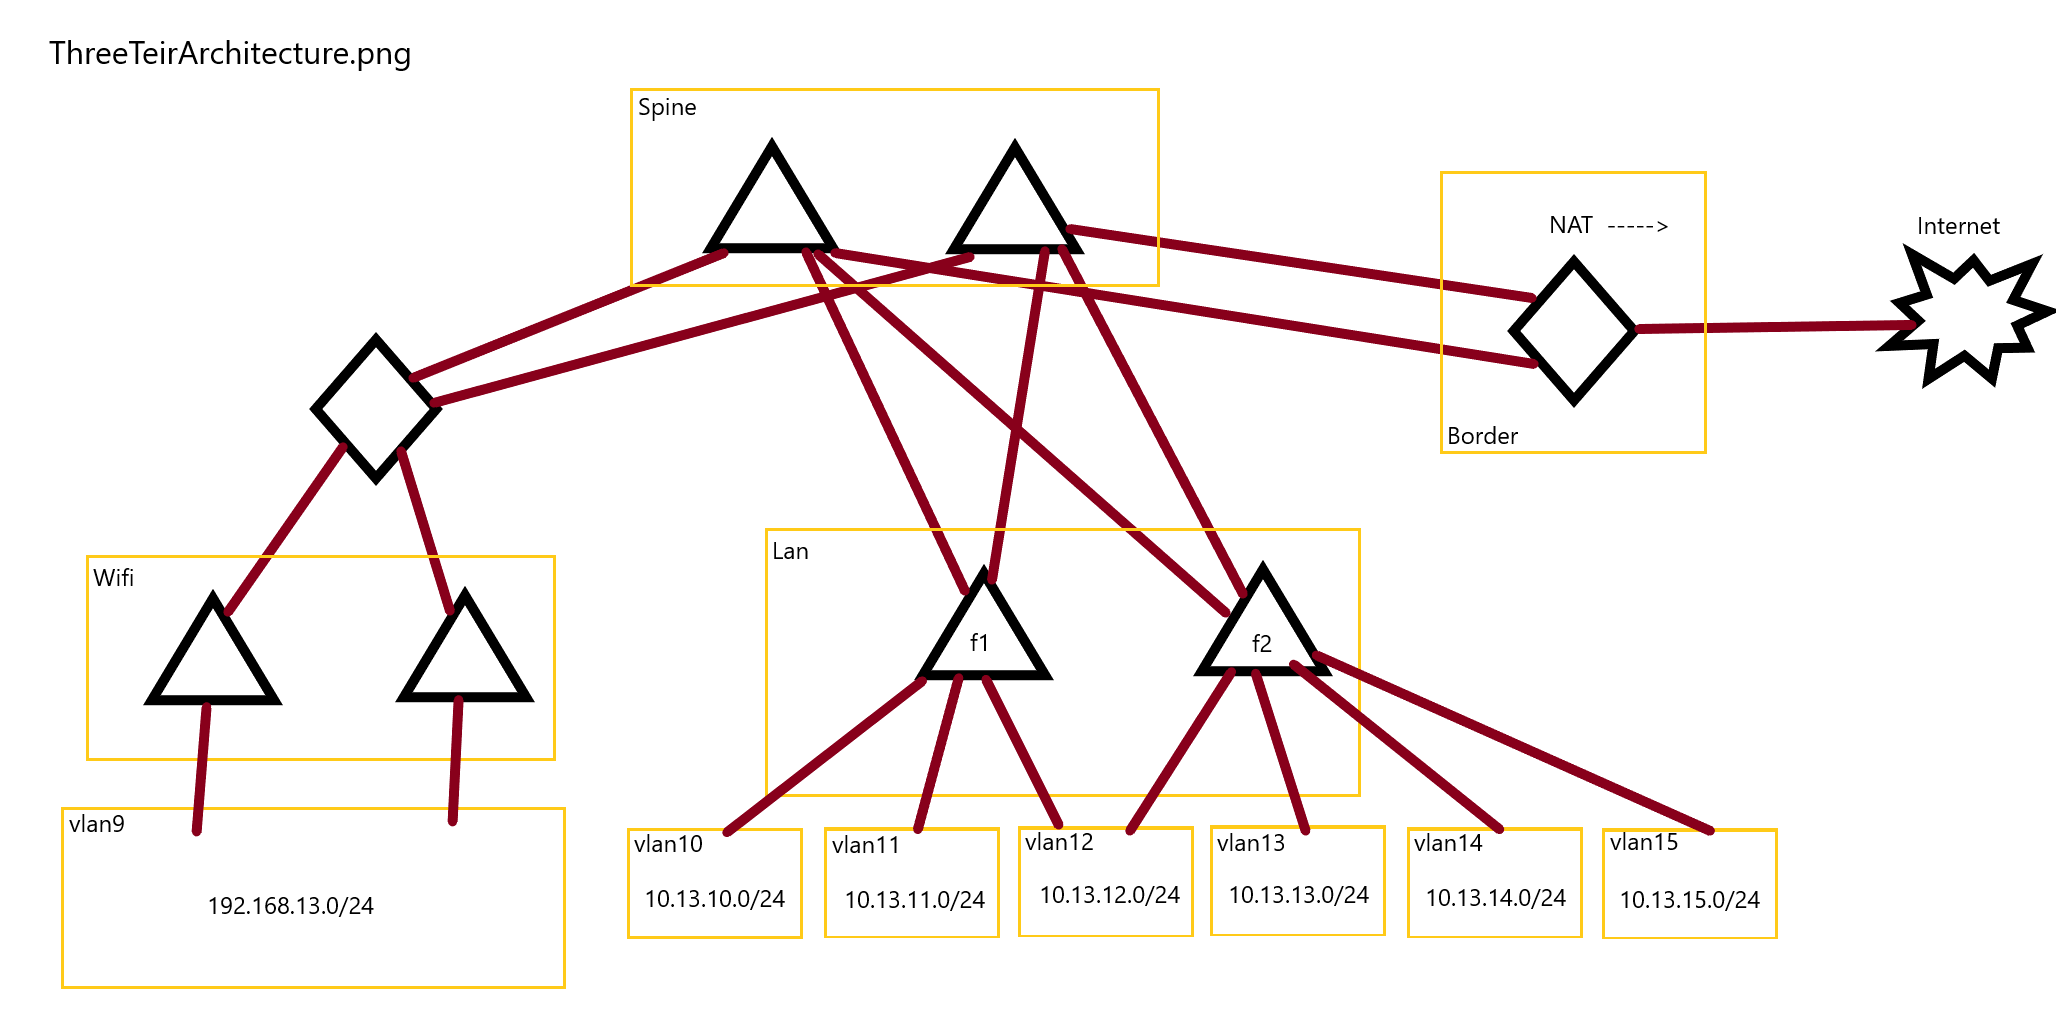 ThreeTeirArchitecture.png
Spine
NAT ----->
Internet
Border
Wifi
Lan
f1
f2
vlan9
192.168.13.0/24
vlan10
10.13.10.0/24
vlan11
10.13.11.0/24
vlan12
10.13.12.0/24
vlan13
10.13.13.0/24
vlan14
10.13.14.0/24
vlan15
10.13.15.0/24